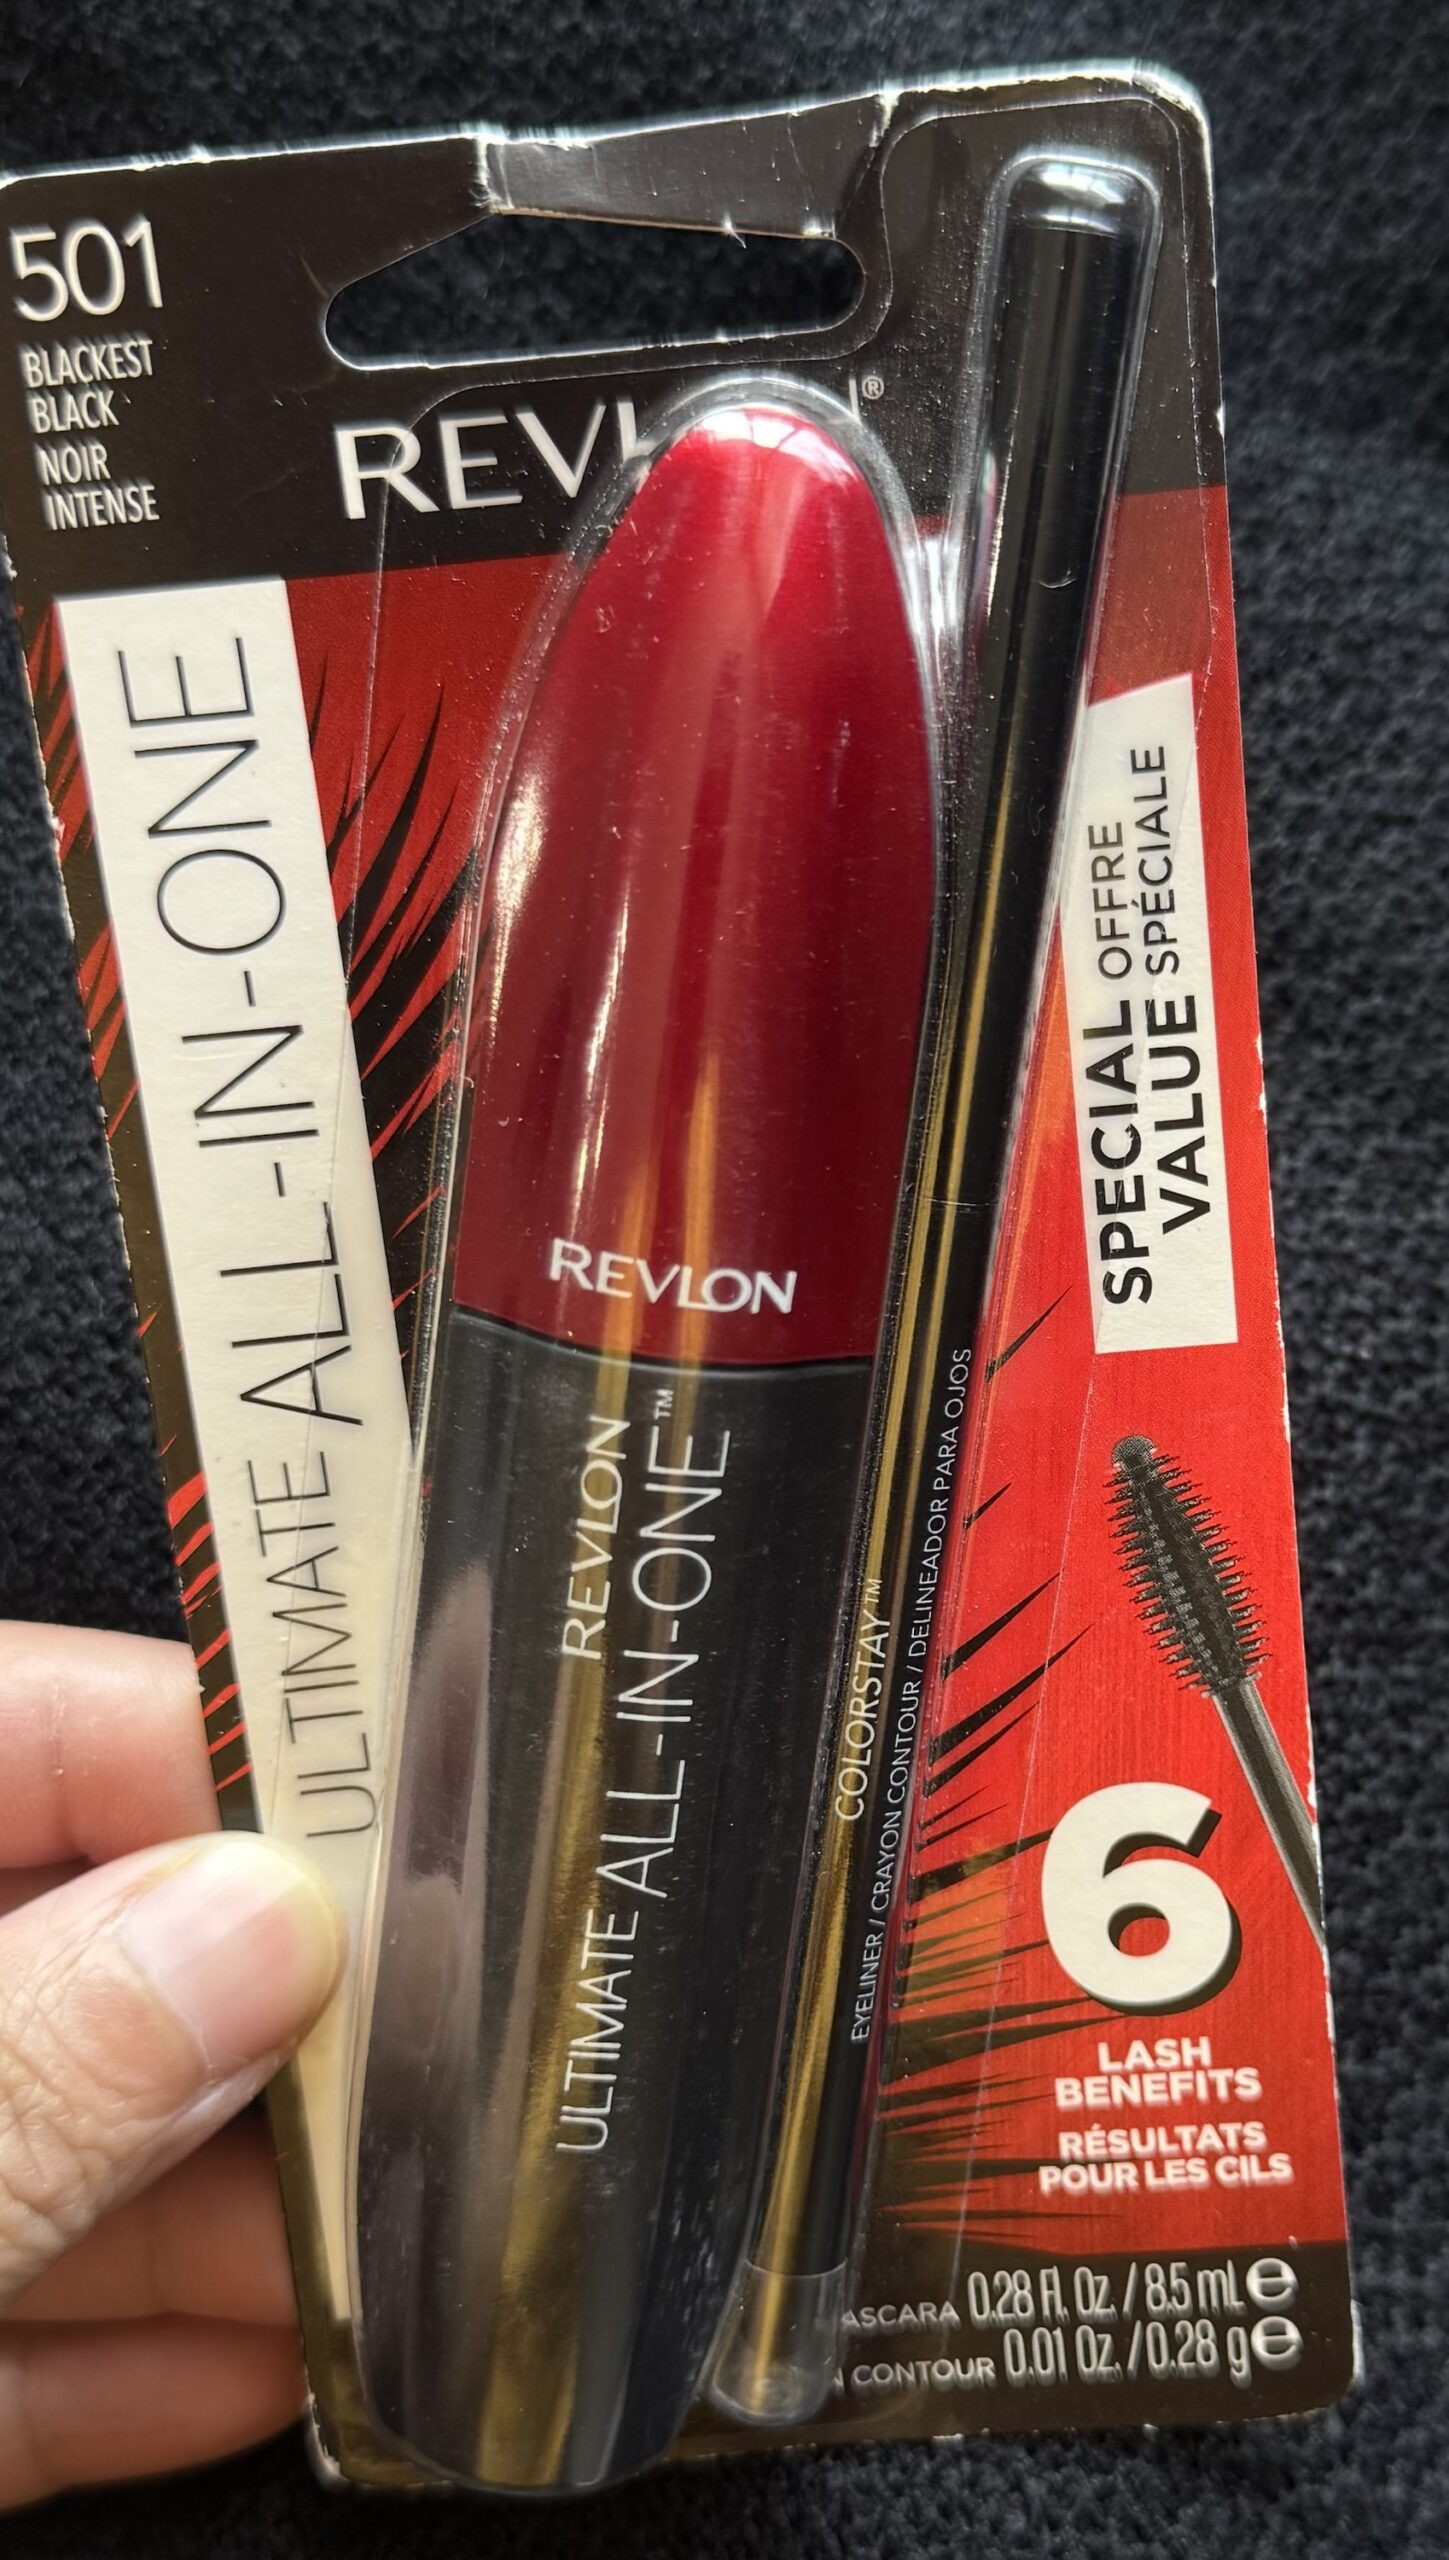 501
BLACKEST
BLACK
NOIR
INTENSE
®
ULTIMATE ALL-IN-ONE
REVLON
REVLON
ULTIMATE ALL-IN-ONE™
COLORSTAY™
EYELINER / CRAYON CONTOUR / DELINEADOR PARA OJOS
SPECIAL OFFRE
VALUE SPÉCIALE
6
LASH
BENEFITS
RÉSULTATS
POUR LES CILS
0.28 Fl. Oz. / 8.5 mL ℮
CONTOUR 0.01 Oz. / 0.28 g ℮